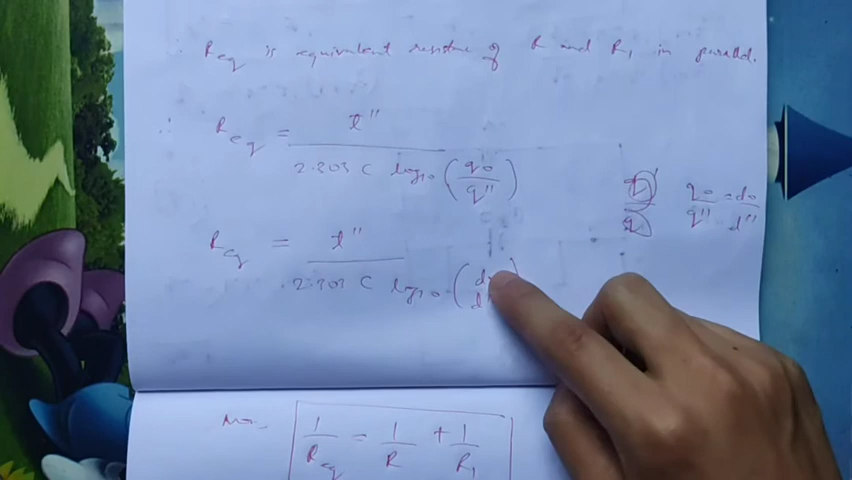 ∴ Req is equivalent resistance of R and R₁ in parallel.
∴ Req = t'' / 2.303 C log₁₀ (q₀/q'')
q₀/q'' = d₀/d''
Req = t'' / 2.303 C log₁₀ (d
d
1/Req = 1/R + 1/R₁